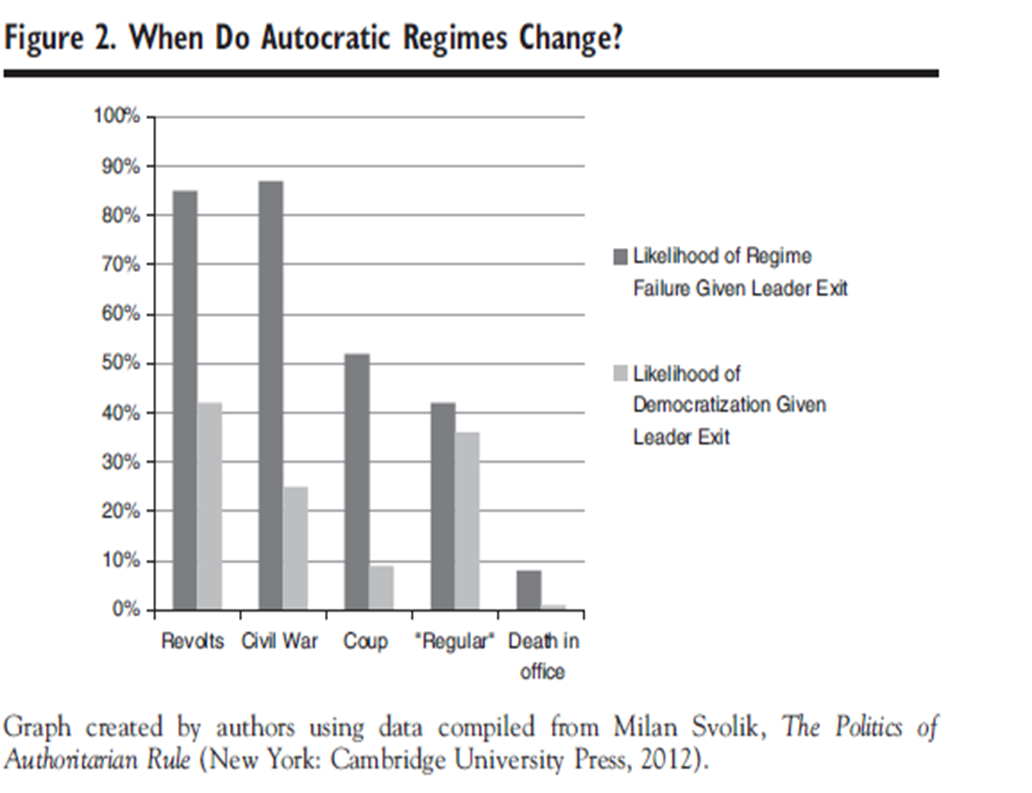 Figure 2. When Do Autocratic Regimes Change?
100%
90%
80%
70%
60%
50%
40%
30%
20%
10%
0%
Revolts Civil War Coup "Regular" Death in
office
Likelihood of Regime
Failure Given Leader Exit
Likelihood of
Democratization Given
Leader Exit
Graph created by authors using data compiled from Milan Svolik, The Politics of
Authoritarian Rule (New York: Cambridge University Press, 2012).